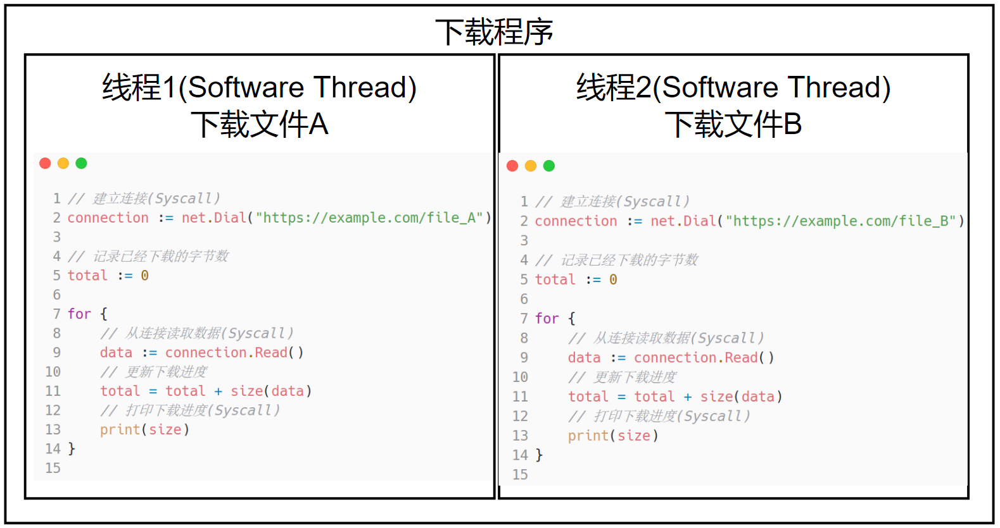 下载程序
线程1(Software Thread)
下载文件A
1 // 建立连接(Syscall)
2 connection := net.Dial("https://example.com/file_A")
3
4 // 记录已经下载的字节数
5 total := 0
6
7 for {
8     // 从连接读取数据(Syscall)
9     data := connection.Read()
10     // 更新下载进度
11     total = total + size(data)
12     // 打印下载进度(Syscall)
13     print(size)
14 }
15
线程2(Software Thread)
下载文件B
1 // 建立连接(Syscall)
2 connection := net.Dial("https://example.com/file_B")
3
4 // 记录已经下载的字节数
5 total := 0
6
7 for {
8     // 从连接读取数据(Syscall)
9     data := connection.Read()
10     // 更新下载进度
11     total = total + size(data)
12     // 打印下载进度(Syscall)
13     print(size)
14 }
15